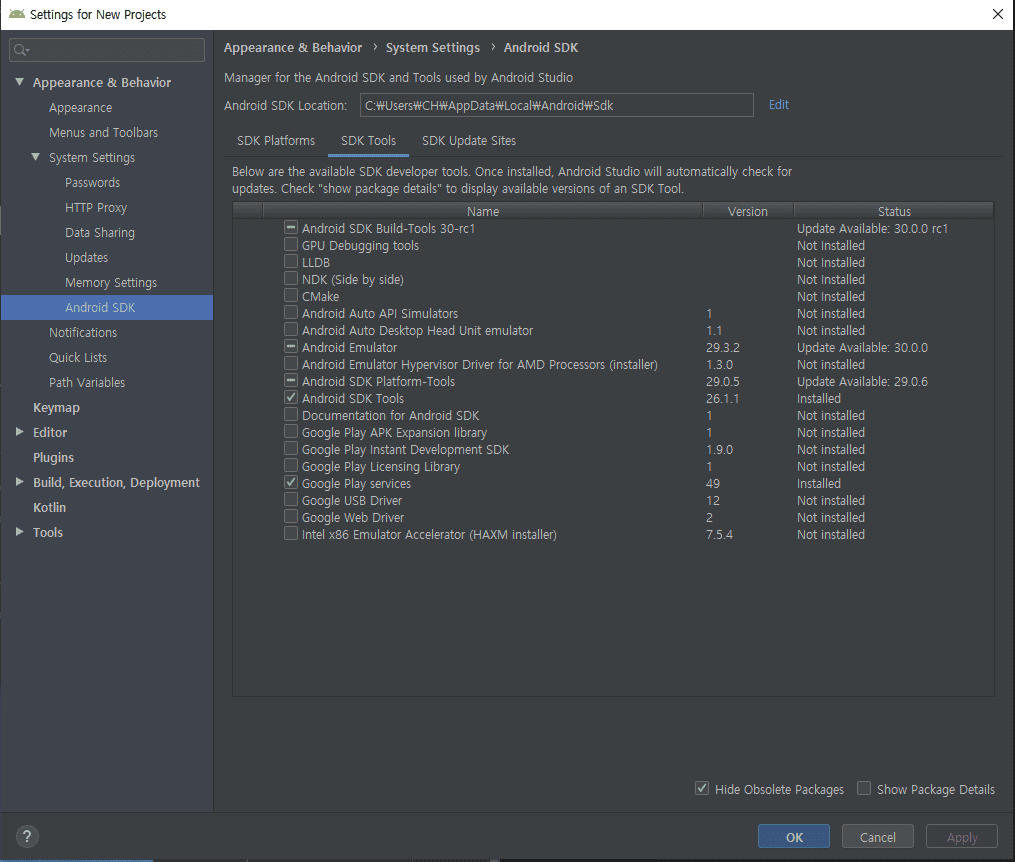 Settings for New Projects
Appearance & Behavior
Appearance
Menus and Toolbars
System Settings
Passwords
HTTP Proxy
Data Sharing
Updates
Memory Settings
Android SDK
Notifications
Quick Lists
Path Variables
Keymap
Editor
Plugins
Build, Execution, Deployment
Kotlin
Tools
Appearance & Behavior › System Settings › Android SDK
Manager for the Android SDK and Tools used by Android Studio
Android SDK Location: C:₩Users₩CH₩AppData₩Local₩Android₩Sdk Edit
SDK Platforms SDK Tools SDK Update Sites
Below are the available SDK developer tools. Once installed, Android Studio will automatically check for
updates. Check "show package details" to display available versions of an SDK Tool.
Name Version Status
Android SDK Build-Tools 30-rc1 Update Available: 30.0.0 rc1
GPU Debugging tools Not Installed
LLDB Not Installed
NDK (Side by side) Not Installed
CMake Not Installed
Android Auto API Simulators 1 Not installed
Android Auto Desktop Head Unit emulator 1.1 Not installed
Android Emulator 29.3.2 Update Available: 30.0.0
Android Emulator Hypervisor Driver for AMD Processors (installer) 1.3.0 Not installed
Android SDK Platform-Tools 29.0.5 Update Available: 29.0.6
Android SDK Tools 26.1.1 Installed
Documentation for Android SDK 1 Not installed
Google Play APK Expansion library 1 Not installed
Google Play Instant Development SDK 1.9.0 Not installed
Google Play Licensing Library 1 Not installed
Google Play services 49 Installed
Google USB Driver 12 Not installed
Google Web Driver 2 Not installed
Intel x86 Emulator Accelerator (HAXM installer) 7.5.4 Not installed
Hide Obsolete Packages Show Package Details
? OK Cancel Apply